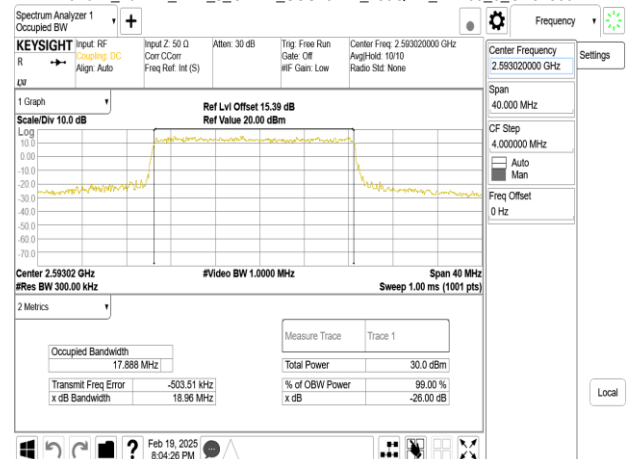 Spectrum Analyzer 1
Occupied BW
Frequency
KEYSIGHT
R
Input: RF
Coupling: DC
Align: Auto
Input Z: 50 Ω
Corr CCorr
Freq Ref: Int (S)
Atten: 30 dB
Trig: Free Run
Gate: Off
#IF Gain: Low
Center Freq: 2.593020000 GHz
Avg|Hold: 10/10
Radio Std: None
LXI
Center Frequency
2.593020000 GHz
Settings
Span
40.000 MHz
CF Step
4.000000 MHz
Auto
Man
Freq Offset
0 Hz
Local
1 Graph
Scale/Div 10.0 dB
Ref Lvl Offset 15.39 dB
Ref Value 20.00 dBm
Log
10.0
0.00
-10.0
-20.0
-30.0
-40.0
-50.0
-60.0
-70.0
Center 2.59302 GHz
#Res BW 300.00 kHz
#Video BW 1.0000 MHz
Span 40 MHz
Sweep 1.00 ms (1001 pts)
2 Metrics
Measure Trace Trace 1
Occupied Bandwidth
17.888 MHz
Total Power 30.0 dBm
Transmit Freq Error -503.51 kHz
% of OBW Power 99.00 %
x dB Bandwidth 18.96 MHz
x dB -26.00 dB
?
Feb 19, 2025
8:04:26 PM